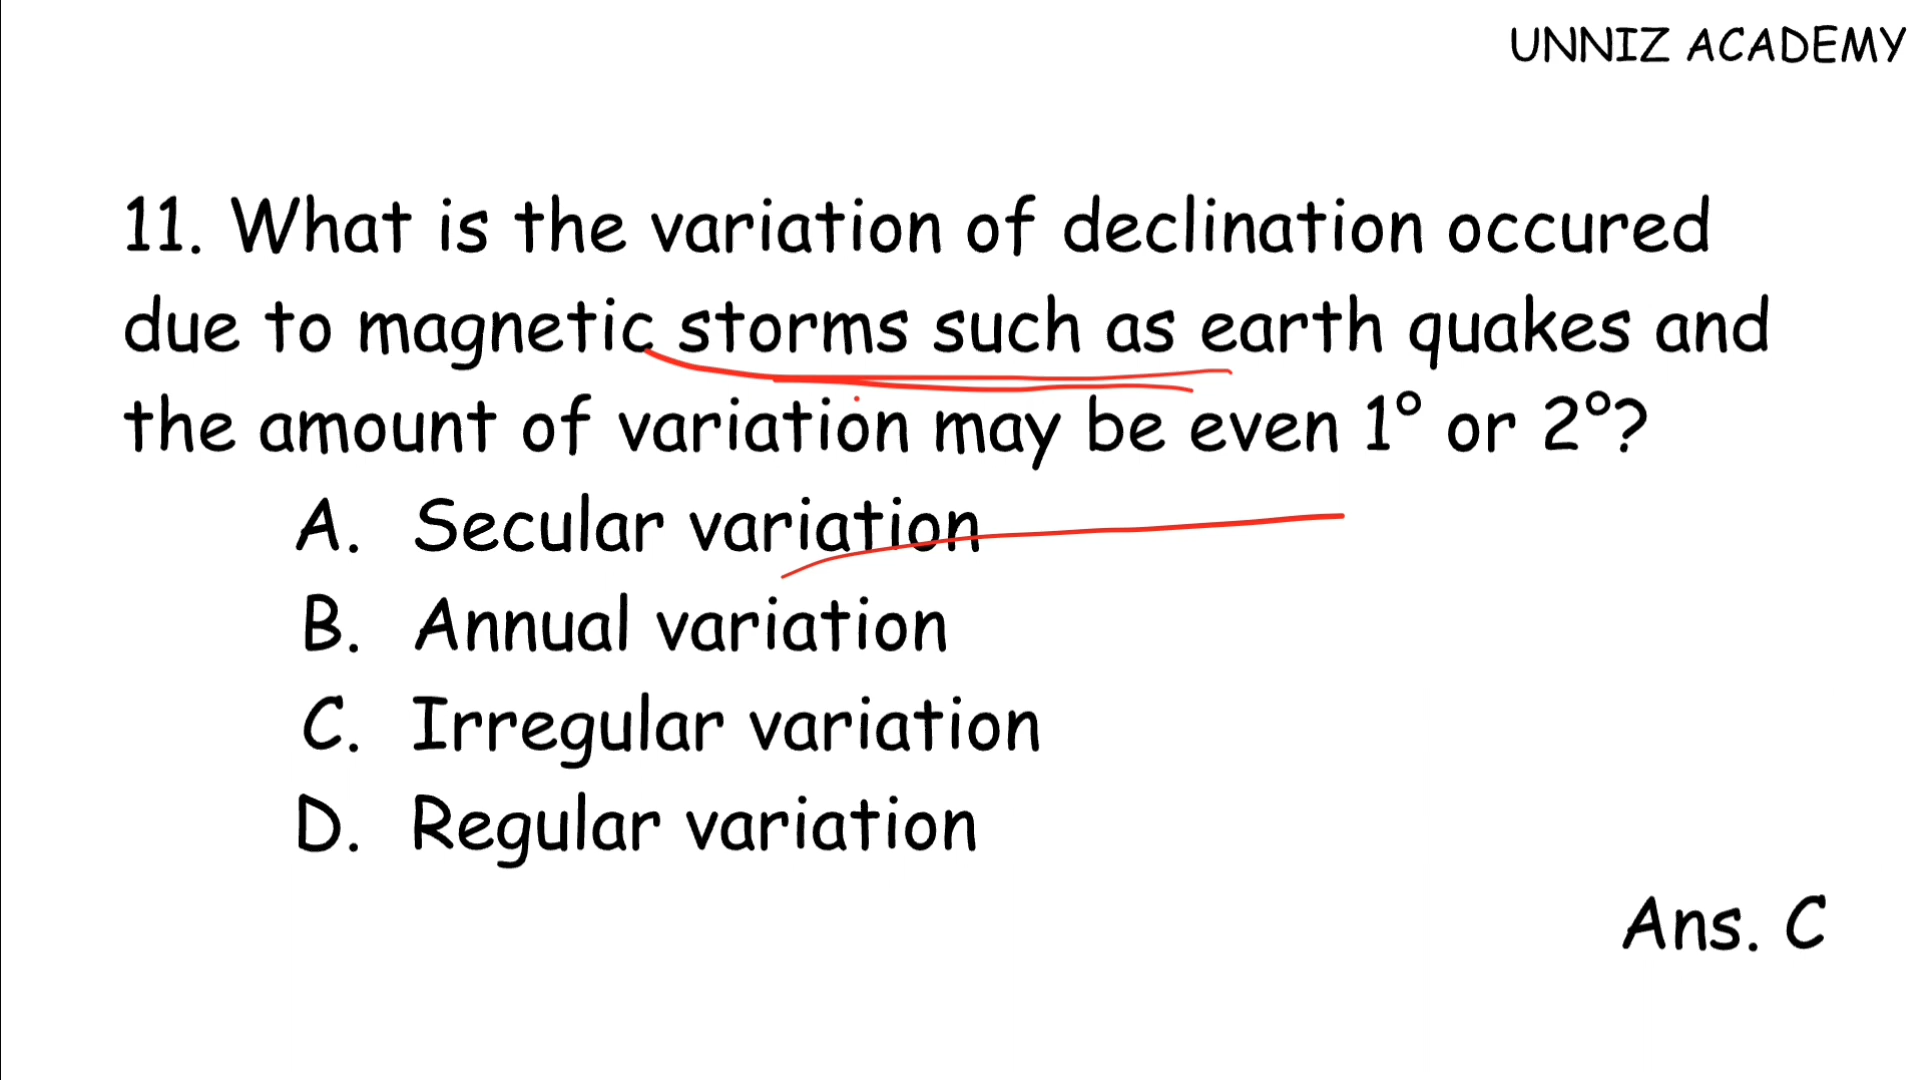 UNNIZ ACADEMY
11. What is the variation of declination occured
due to magnetic storms such as earth quakes and
the amount of variation may be even 1° or 2°?
A. Secular variation
B. Annual variation
C. Irregular variation
D. Regular variation
Ans. C